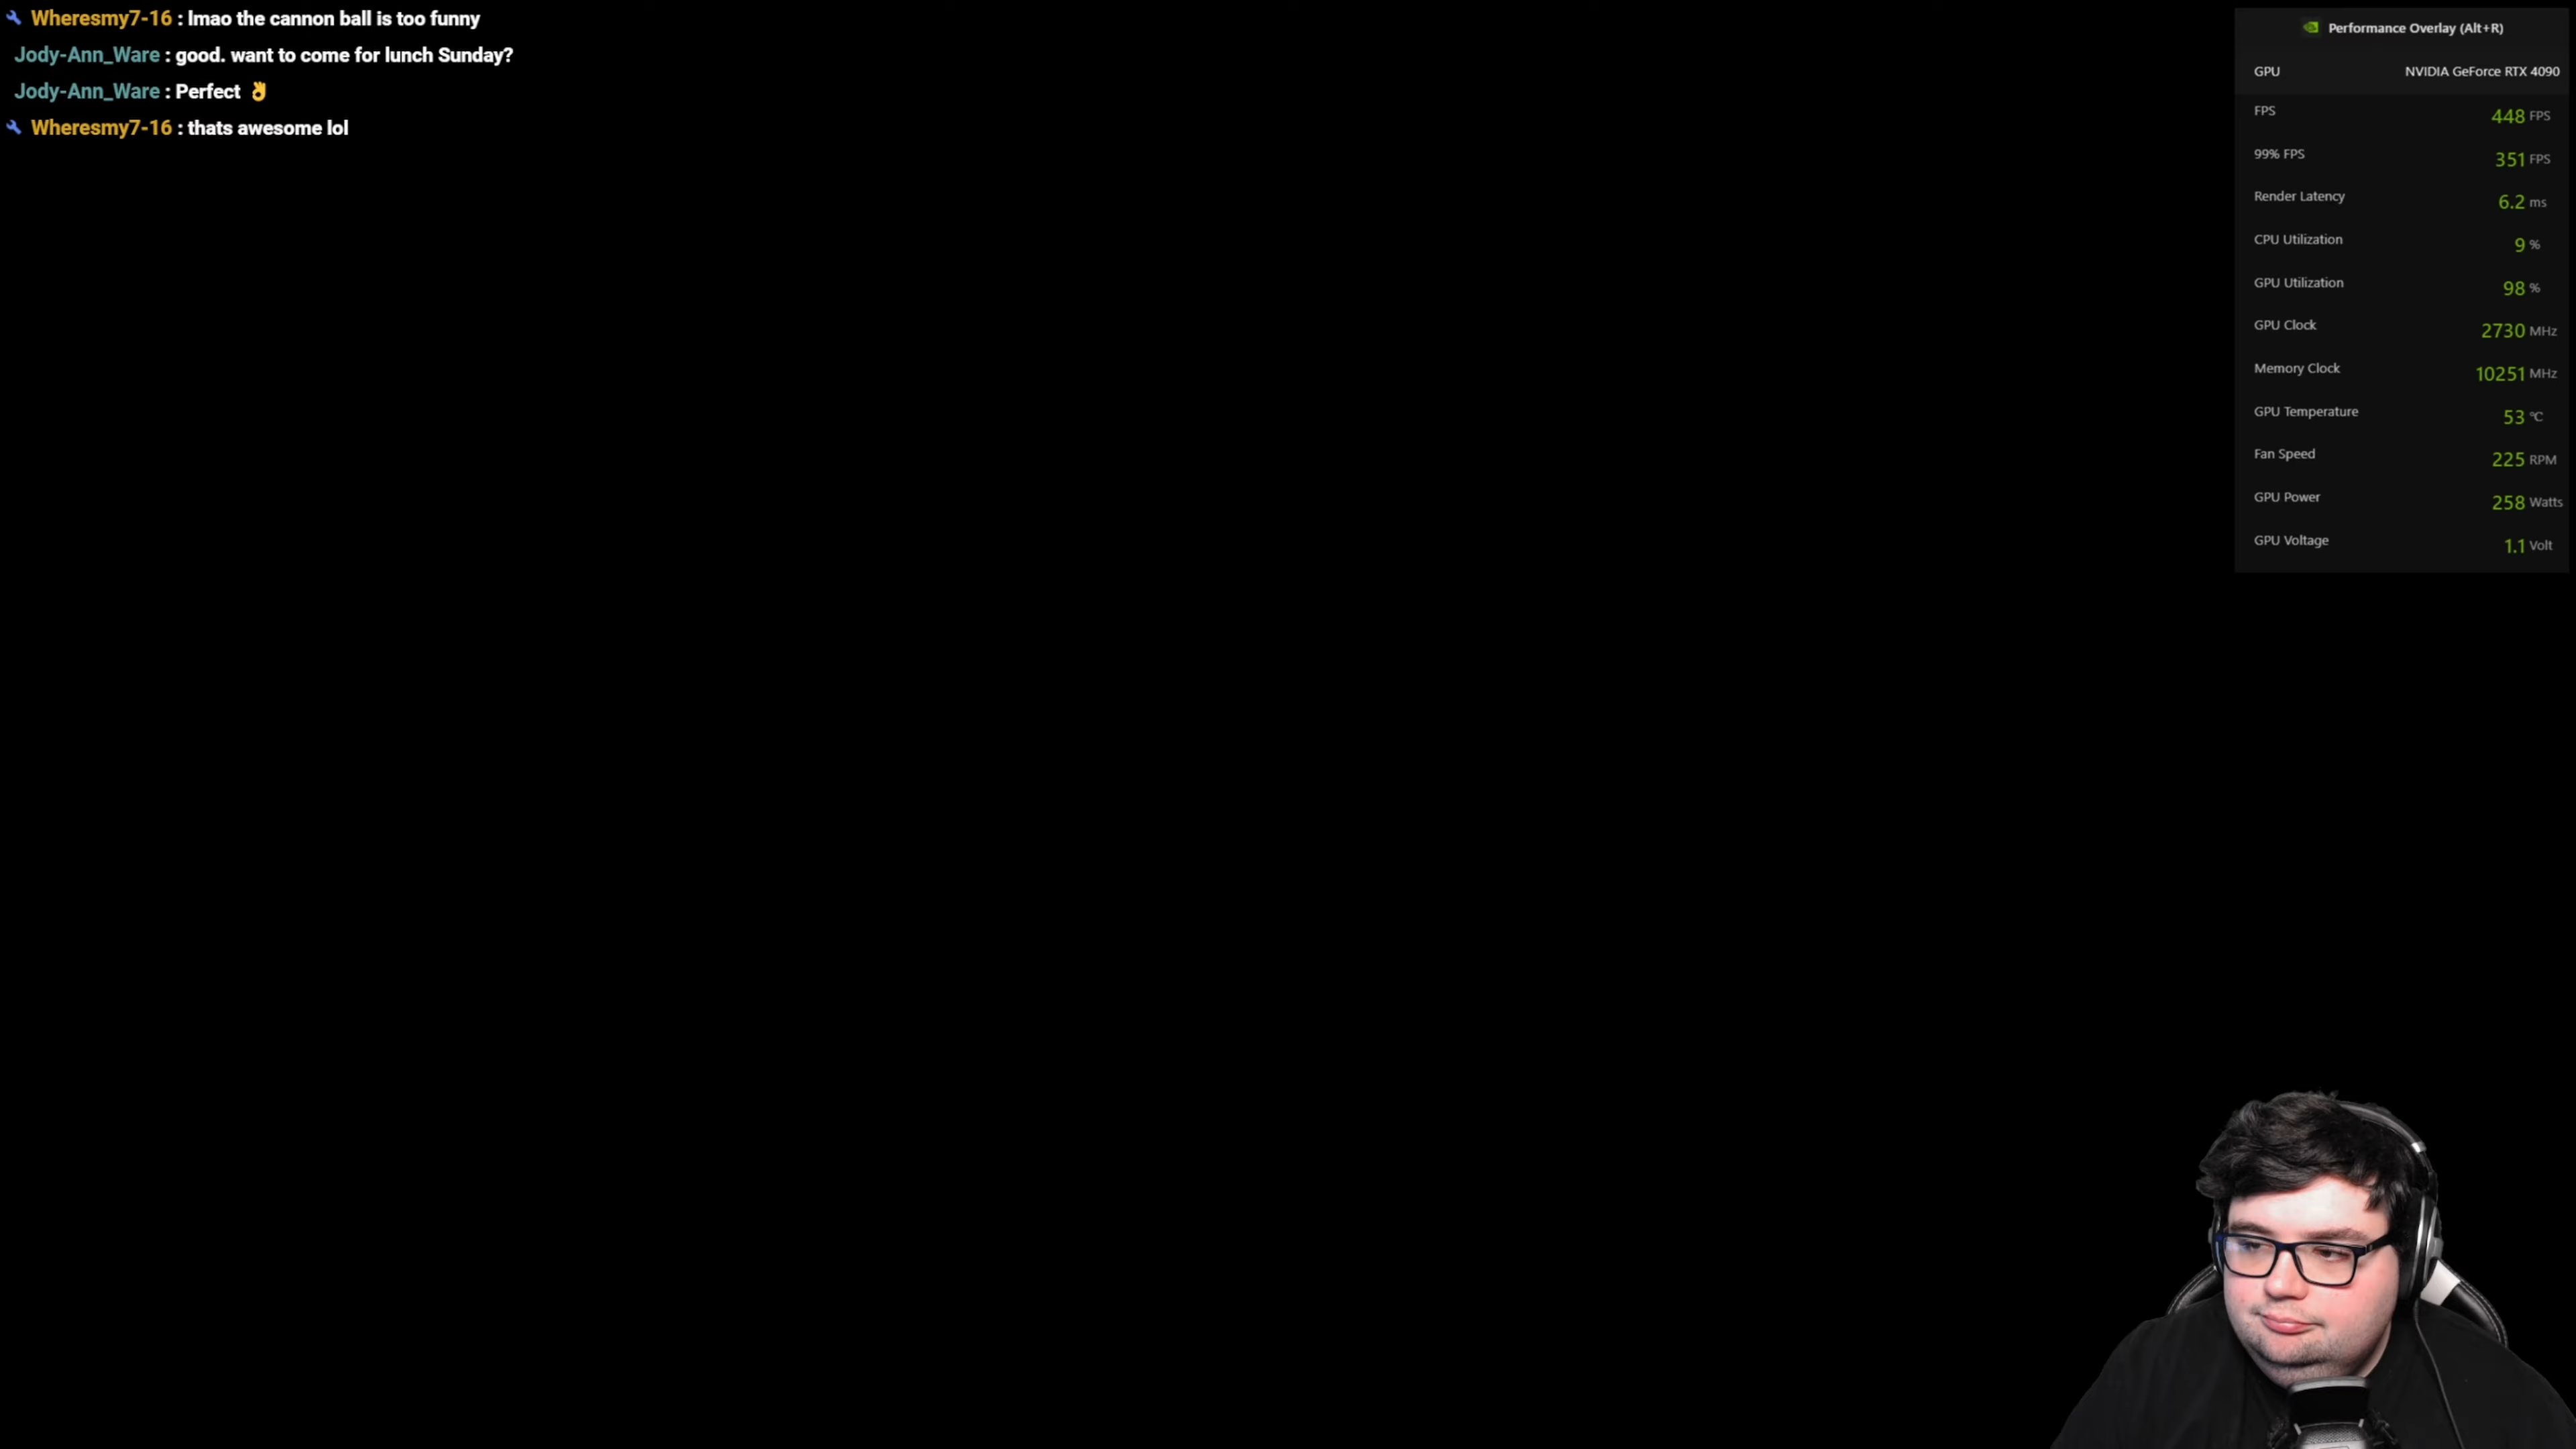 Wheresmy7-16 : lmao the cannon ball is too funny
Jody-Ann_Ware : good. want to come for lunch Sunday?
Jody-Ann_Ware : Perfect 👌
Wheresmy7-16 : thats awesome lol
Performance Overlay (Alt+R)
GPU NVIDIA GeForce RTX 4090
FPS 448 FPS
99% FPS 351 FPS
Render Latency 6.2 ms
CPU Utilization 9 %
GPU Utilization 98 %
GPU Clock 2730 MHz
Memory Clock 10251 MHz
GPU Temperature 53 °C
Fan Speed 225 RPM
GPU Power 258 Watts
GPU Voltage 1.1 Volt